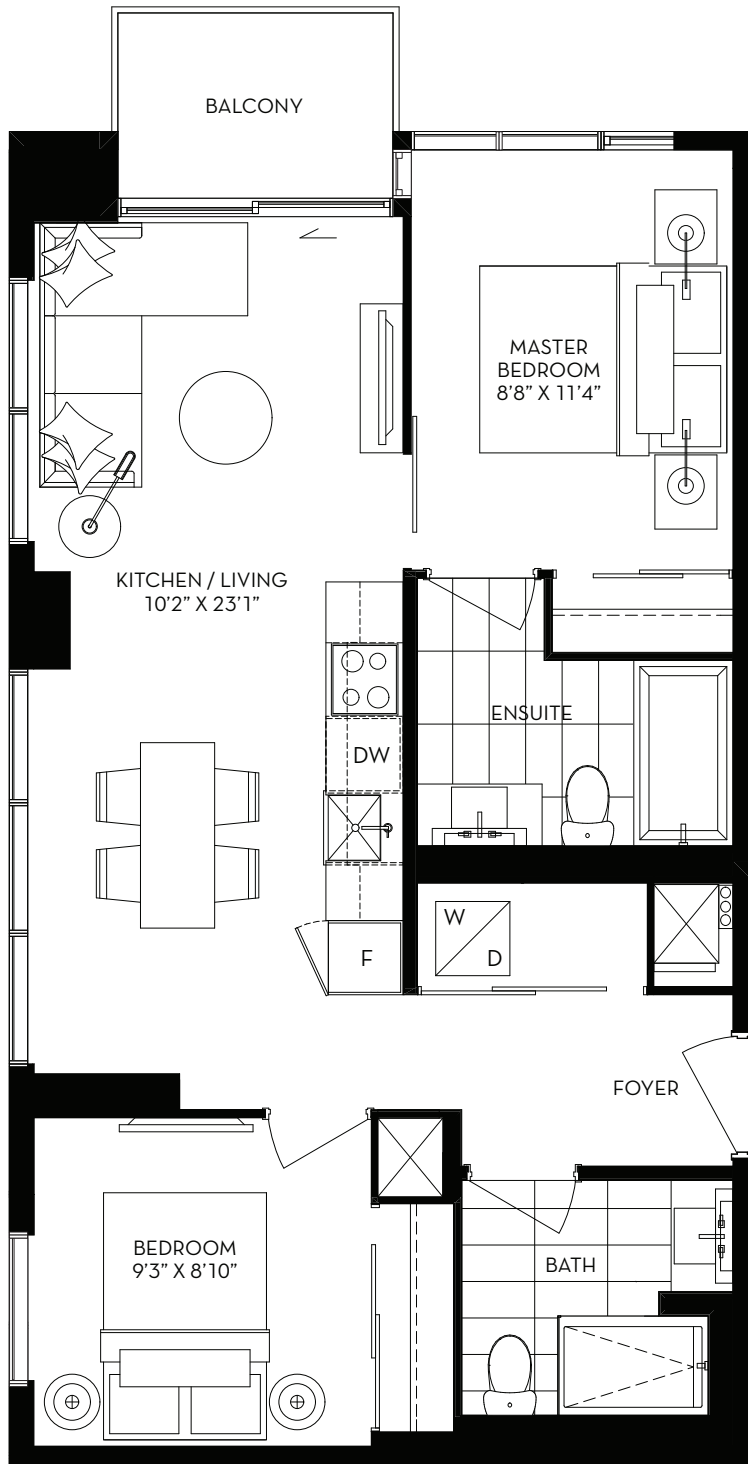 BALCONY
MASTER
BEDROOM
8'8" X 11'4"
KITCHEN / LIVING
10'2" X 23'1"
ENSUITE
DW
W
D
F
FOYER
BEDROOM
9'3" X 8'10"
BATH